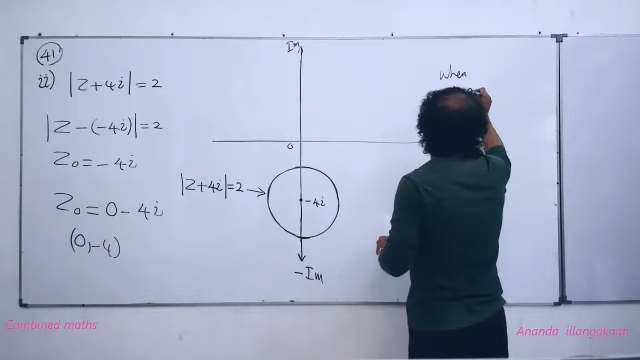 41
ii) |Z+4i| = 2
|Z-(-4i)| = 2
Z₀ = -4i
Z₀ = 0-4i
(0,-4)
Im
0
|Z+4i| = 2
-4i
-Im
when
Combined maths
Ananda illangakaan